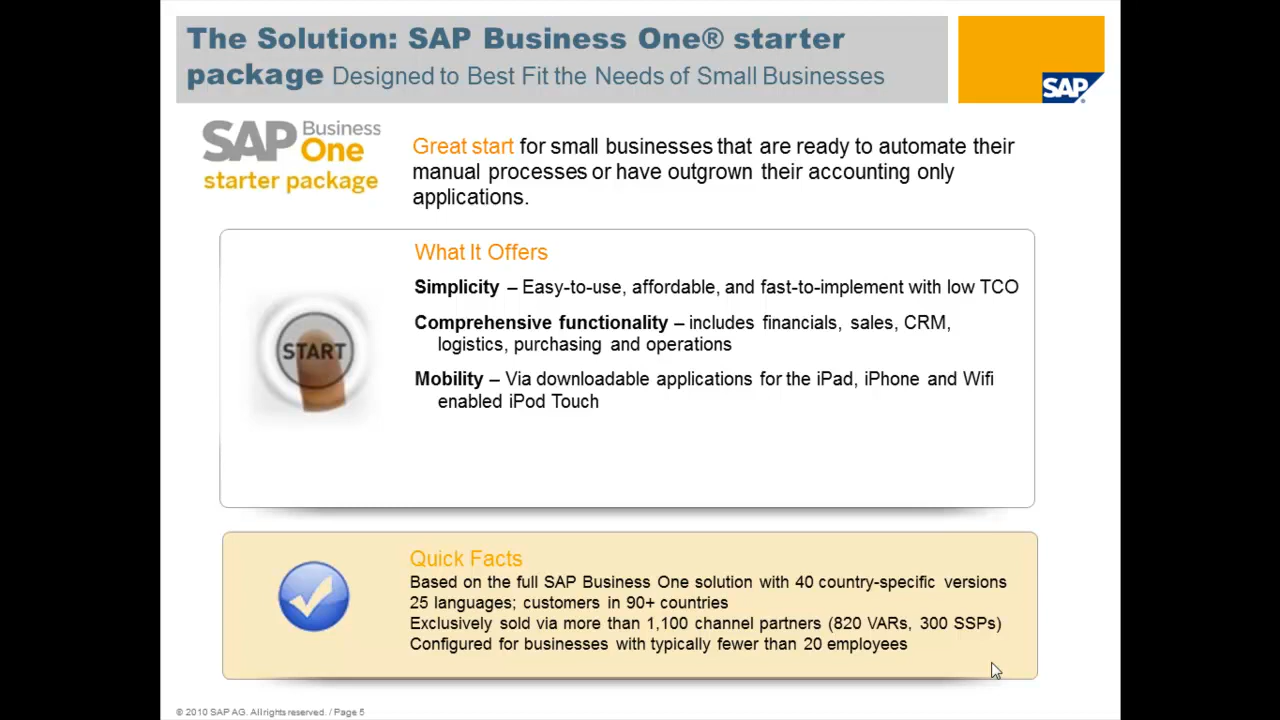 The Solution: SAP Business One® starter
package Designed to Best Fit the Needs of Small Businesses
SAP
SAP Business One
starter package
Great start for small businesses that are ready to automate their
manual processes or have outgrown their accounting only
applications.
What It Offers
Simplicity – Easy-to-use, affordable, and fast-to-implement with low TCO
Comprehensive functionality – includes financials, sales, CRM,
logistics, purchasing and operations
Mobility – Via downloadable applications for the iPad, iPhone and Wifi
enabled iPod Touch
START
Quick Facts
Based on the full SAP Business One solution with 40 country-specific versions
25 languages; customers in 90+ countries
Exclusively sold via more than 1,100 channel partners (820 VARs, 300 SSPs)
Configured for businesses with typically fewer than 20 employees
© 2010 SAP AG. All rights reserved. / Page 5